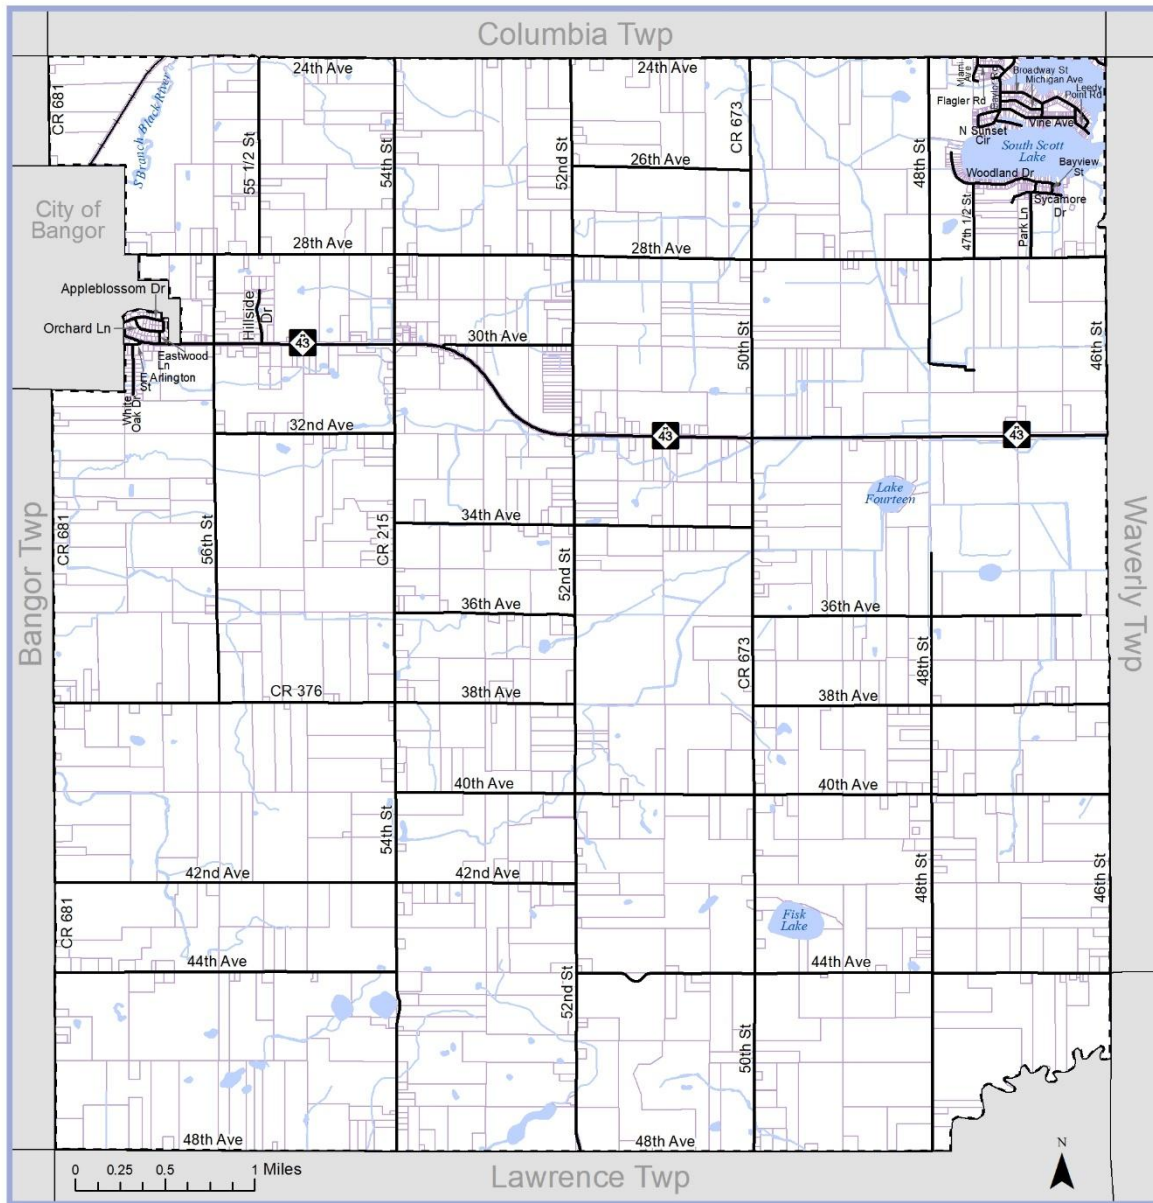 Columbia Twp
24th Ave
24th Ave
CR 681
S Branch Black River
55 1/2 St
54th St
52nd St
CR 673
26th Ave
48th St
Miami
Ave
Baylor Rd
Broadway St
Michigan Ave
Leedy
Point Rd
Flagler Rd
Vine Ave
N Sunset
Cir
South Scott
Lake
Bayview
St
Woodland Dr
Sycamore
Dr
47th 1/2 St
Park Ln
City of
Bangor
28th Ave
28th Ave
Appleblossom Dr
Orchard Ln
Hillside
Dr
Eastwood
Ln
E Arlington
St
White
Oak Dr
M
43
30th Ave
50th St
46th St
32nd Ave
M
43
M
43
Lake
Fourteen
34th Ave
Bangor Twp
CR 681
56th St
CR 215
52nd St
Waverly Twp
36th Ave
36th Ave
CR 673
48th St
CR 376
38th Ave
38th Ave
40th Ave
40th Ave
54th St
48th St
46th St
42nd Ave
42nd Ave
CR 681
Fisk
Lake
44th Ave
44th Ave
52nd St
50th St
48th Ave
48th Ave
0 0.25 0.5 1 Miles
Lawrence Twp
N